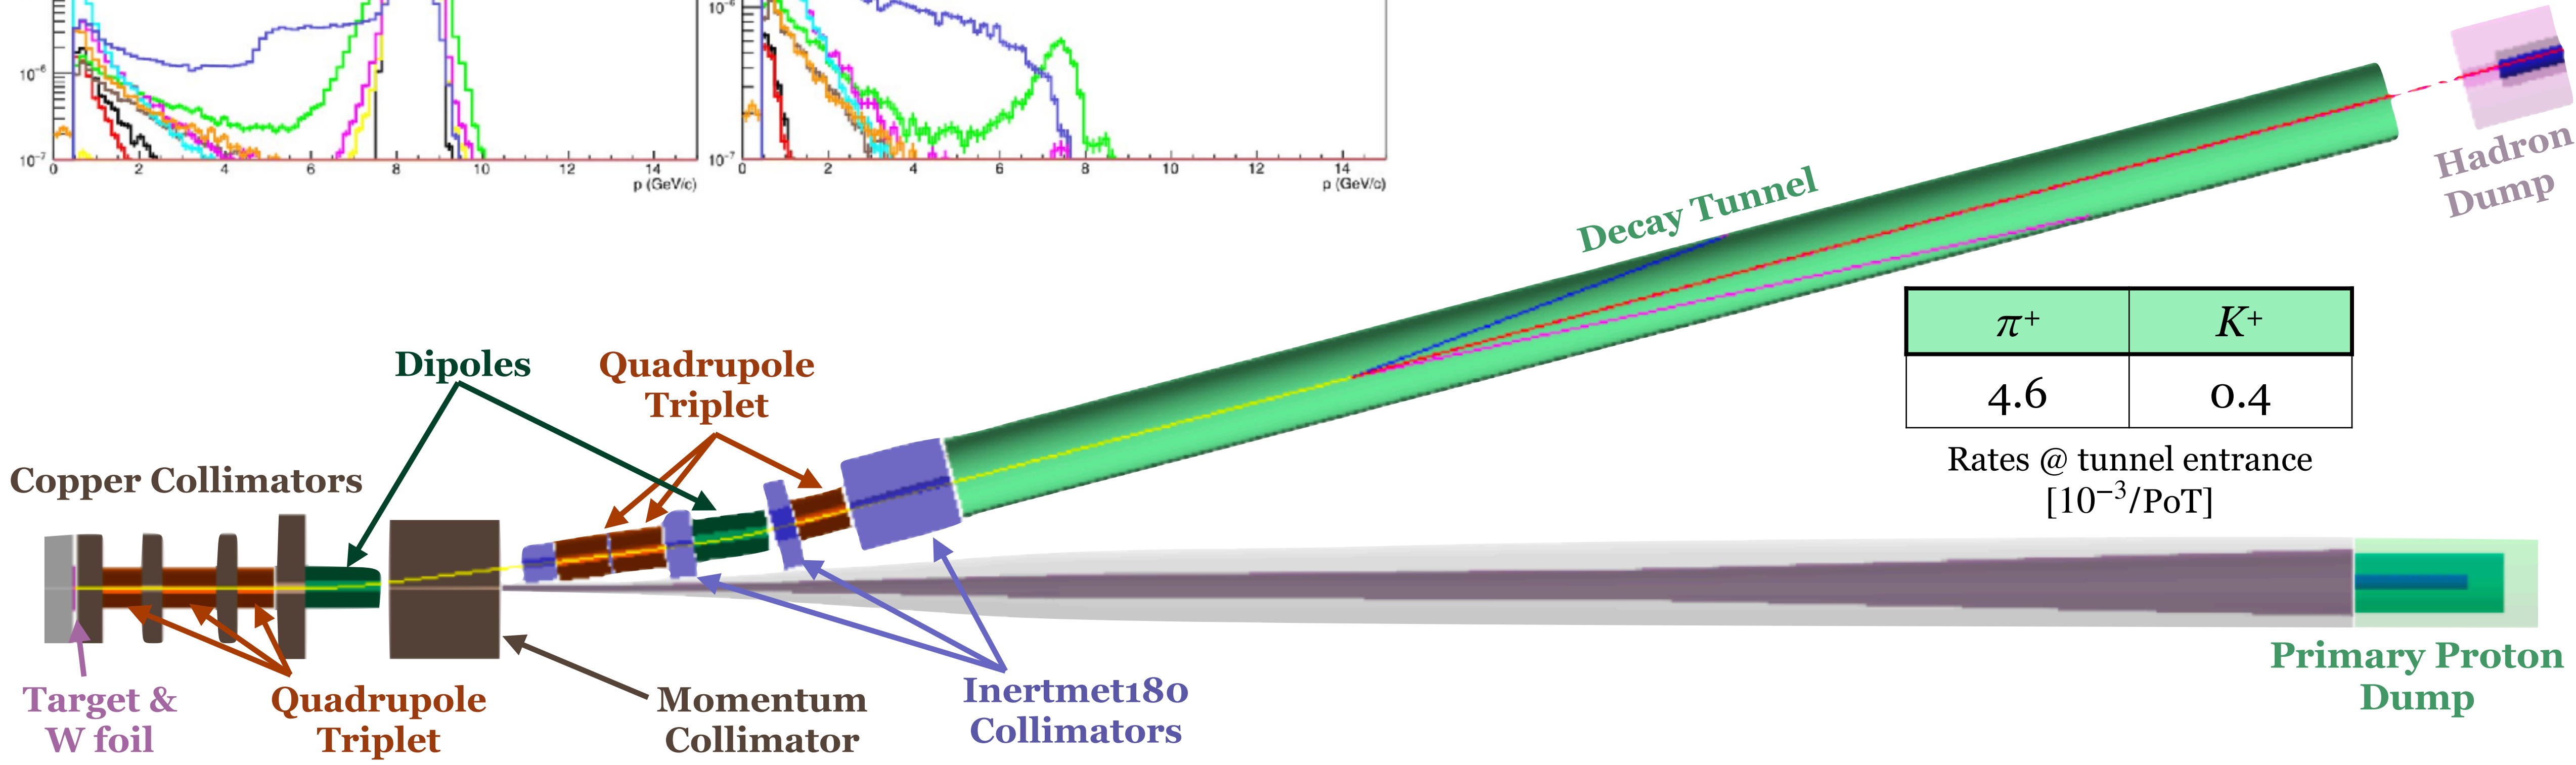 10⁻⁶
10⁻⁷
0 2 4 6 8 10 12 14
p (GeV/c)
10⁻⁶
10⁻⁷
0 2 4 6 8 10 12 14
p (GeV/c)
Hadron
Dump
Decay Tunnel
π⁺ K⁺
4.6 0.4
Rates @ tunnel entrance
[10⁻³/PoT]
Dipoles
Quadrupole
Triplet
Copper Collimators
Target &
W foil
Quadrupole
Triplet
Momentum
Collimator
Inertmet180
Collimators
Primary Proton
Dump